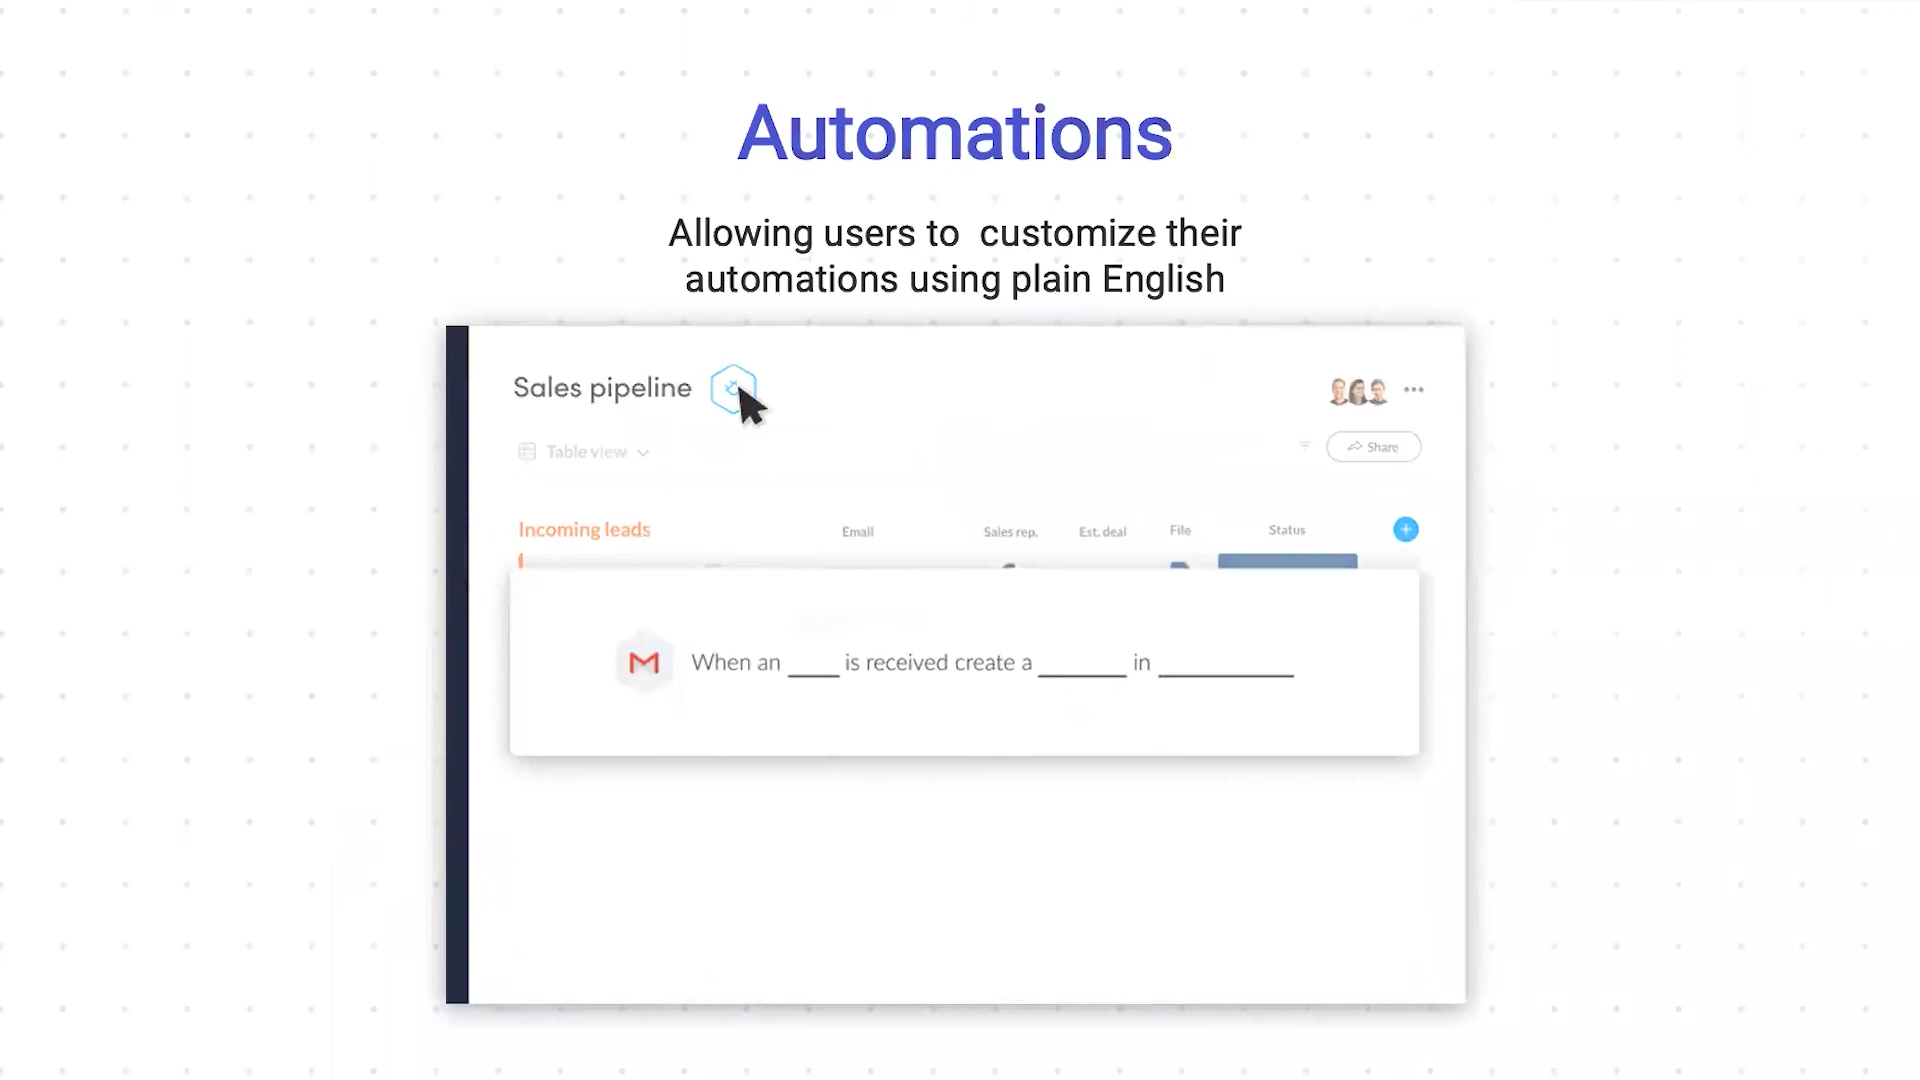 Automations
Allowing users to  customize their
automations using plain English
Sales pipeline
Table view
Share
Incoming leads
Email
Sales rep.
Est. deal
File
Status
When an ____ is received create a _______ in ___________